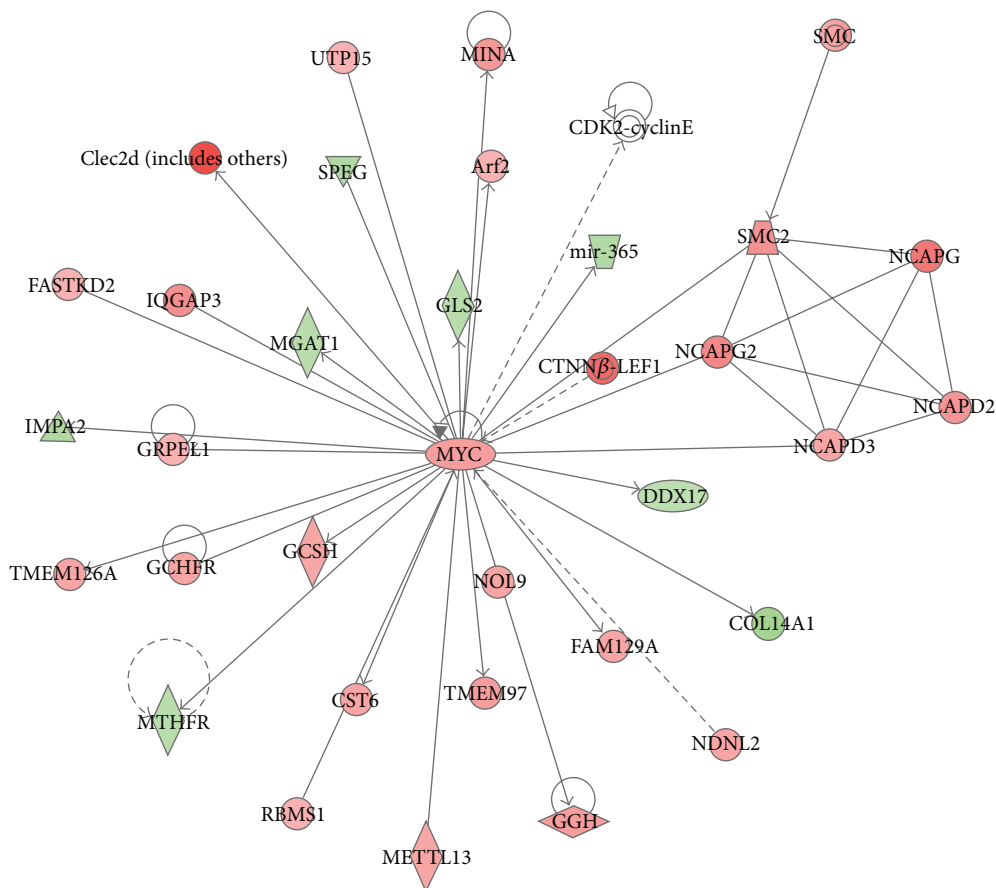 SMC
UTP15
MINA
CDK2-cyclinE
Clec2d (includes others)
SPEG
Arf2
SMC2
mir-365
NCAPG
FASTKD2
IQGAP3
GLS2
MGAT1
NCAPG2
CTNNβ-LEF1
NCAPD2
IMPA2
GRPEL1
NCAPD3
MYC
DDX17
GCSH
TMEM126A
GCHFR
NOL9
COL14A1
FAM129A
CST6
TMEM97
MTHFR
NDNL2
RBMS1
GGH
METTL13